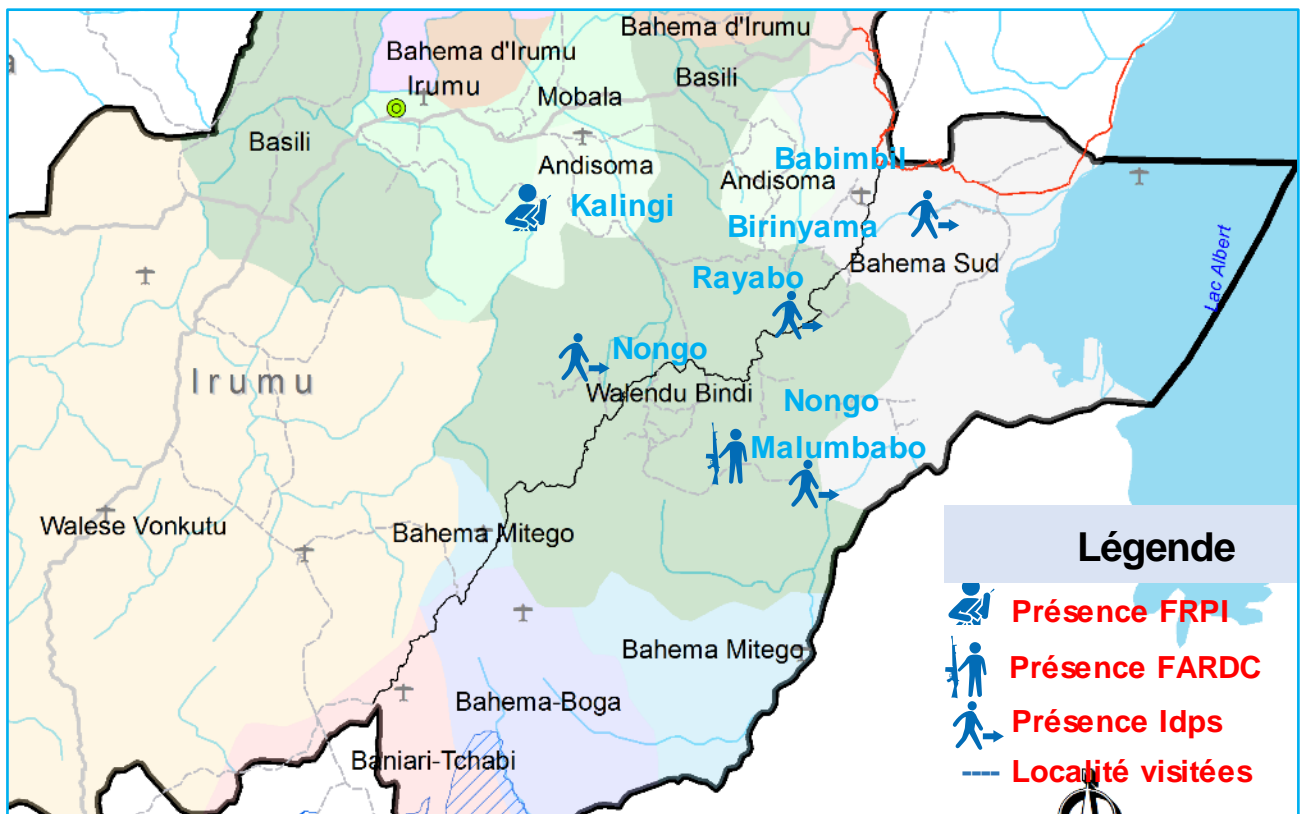 Bahema d'Irumu
Bahema d'Irumu
Irumu
Basili
Mobala
Basili
Babimbil
Andisoma
Andisoma
Kalingi
Birinyama
Bahema Sud
Rayabo
Lac Albert
Nongo
Irumu
Walendu Bindi
Nongo
Malumbabo
Walese Vonkutu
Bahema Mitego
Légende
Présence FRPI
Bahema Mitego
Présence FARDC
Bahema-Boga
Présence Idps
Baniari-Tchabi
Localité visitées